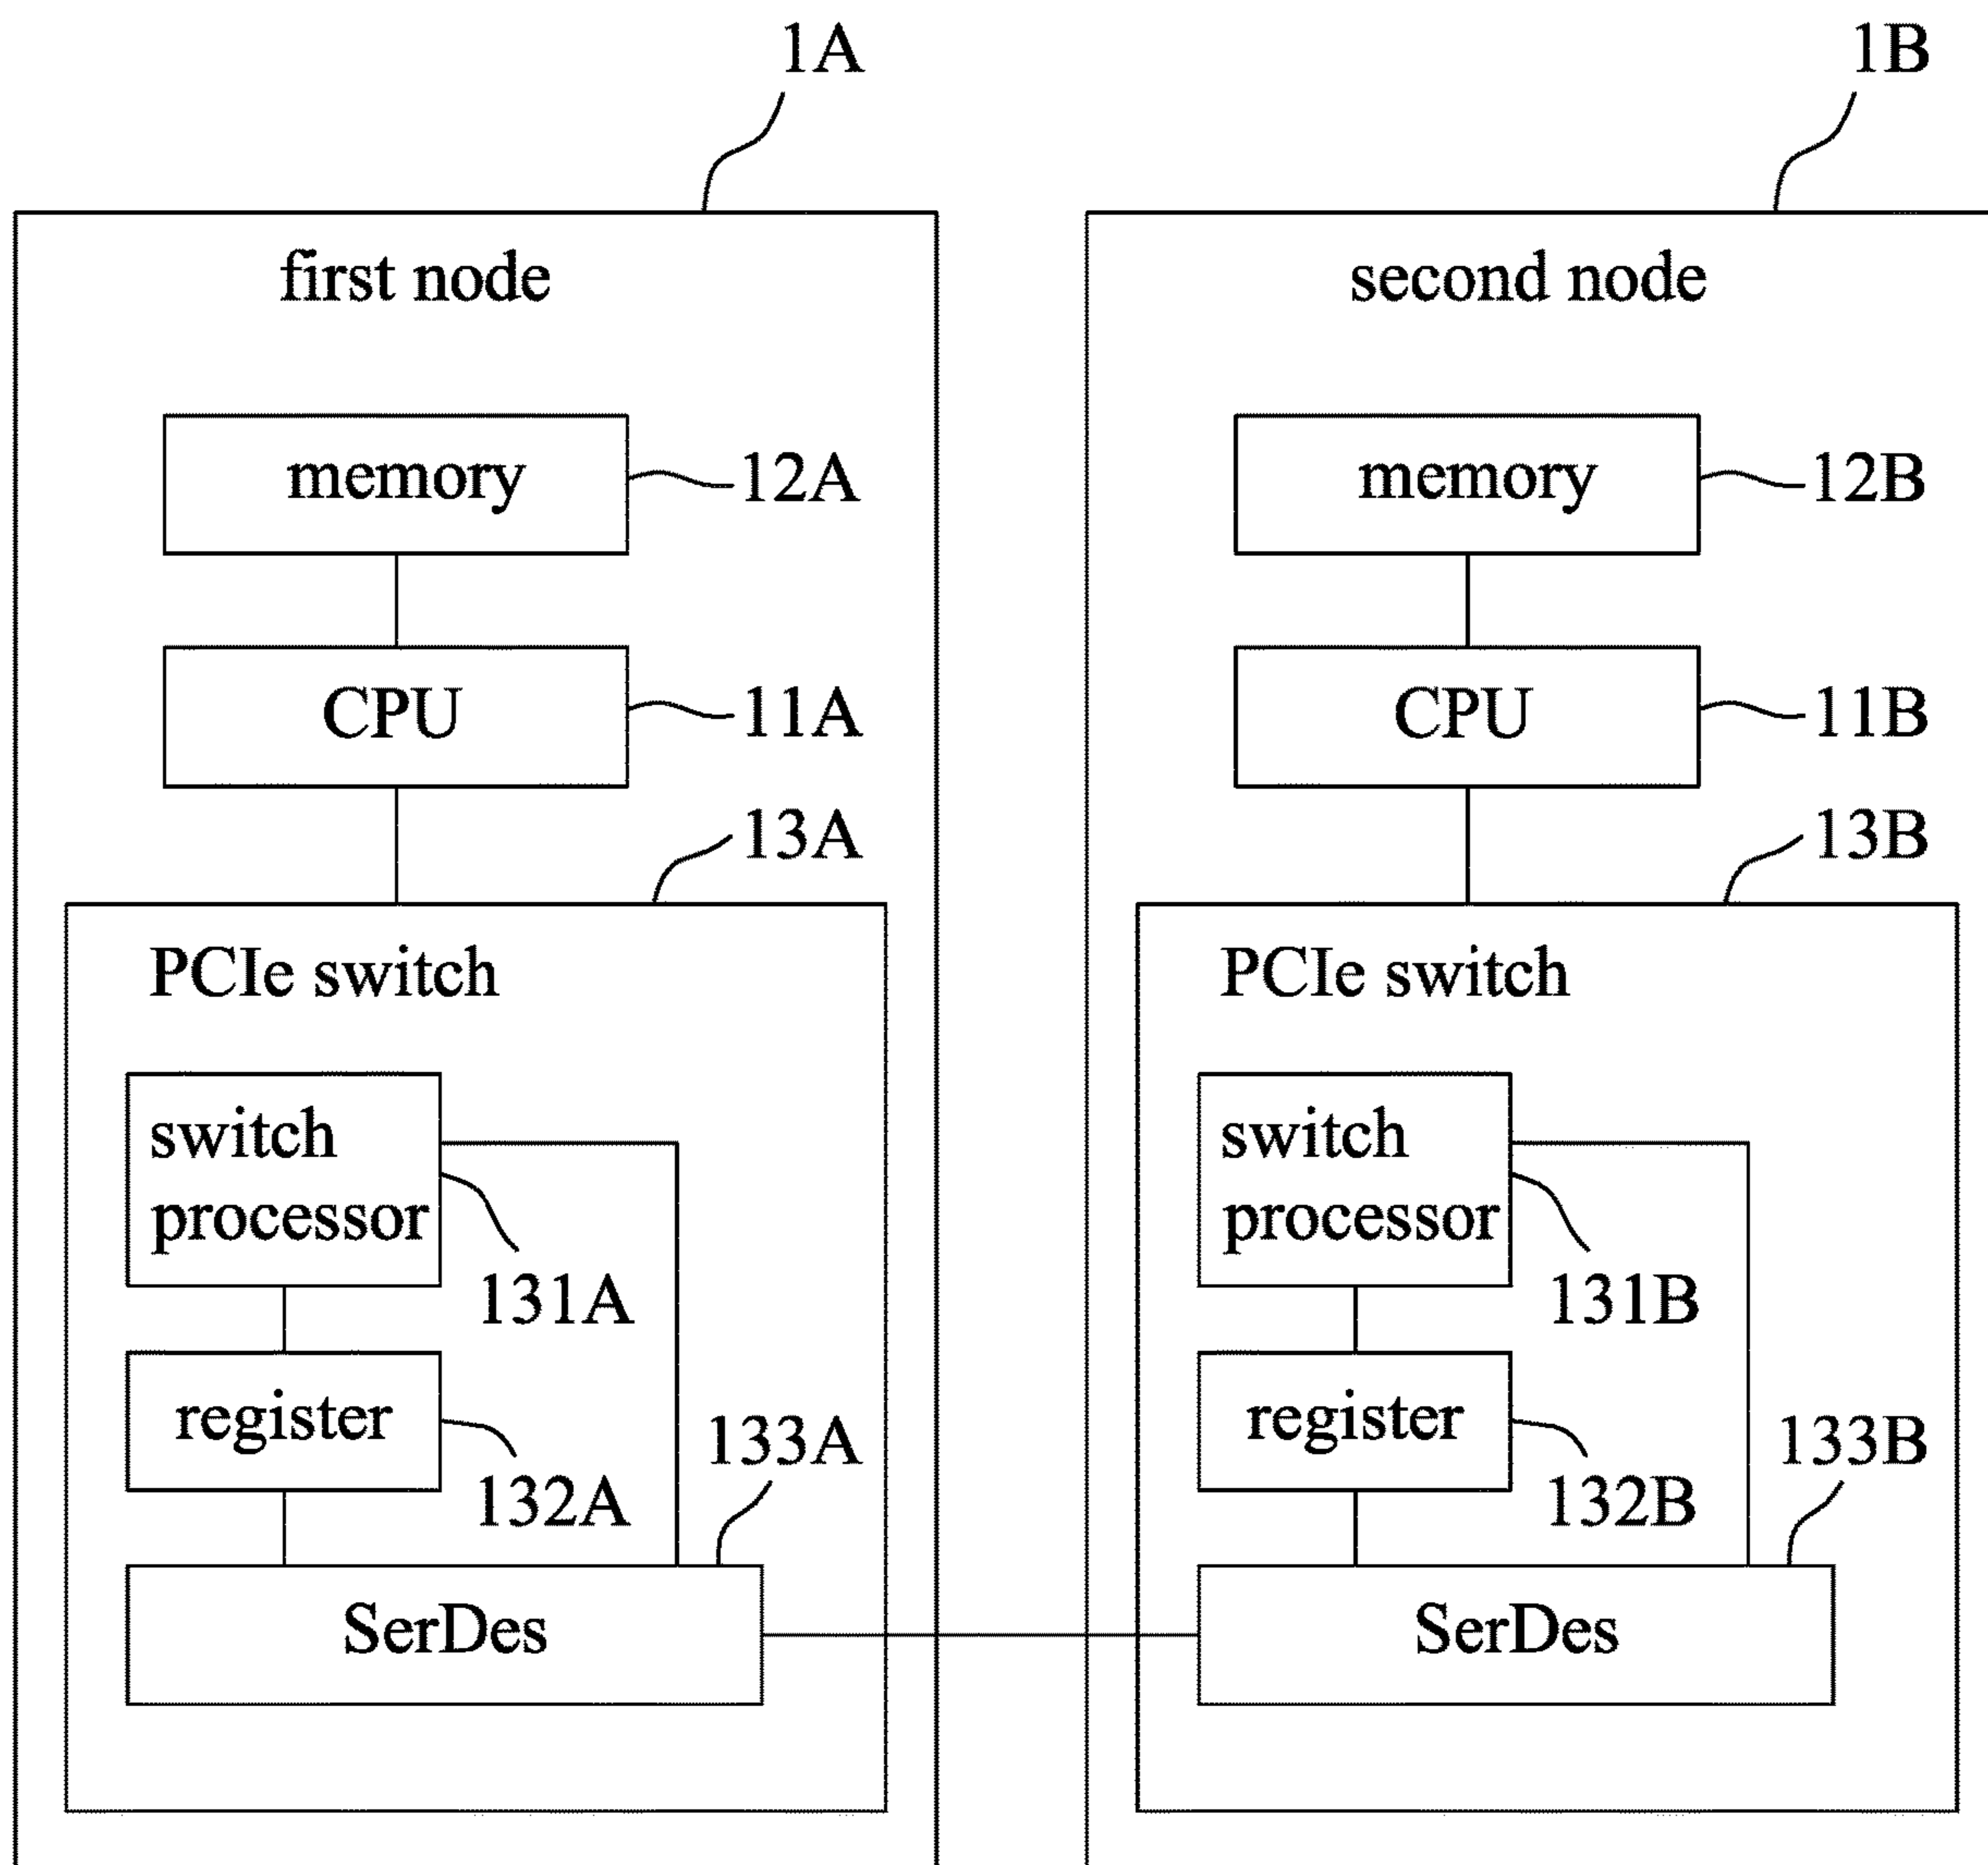 1A
1B
first node
second node
memory
12A
memory
12B
CPU
11A
CPU
11B
13A
13B
PCIe switch
PCIe switch
switch
processor
switch
processor
131A
131B
register
register
133A
133B
132A
132B
SerDes
SerDes